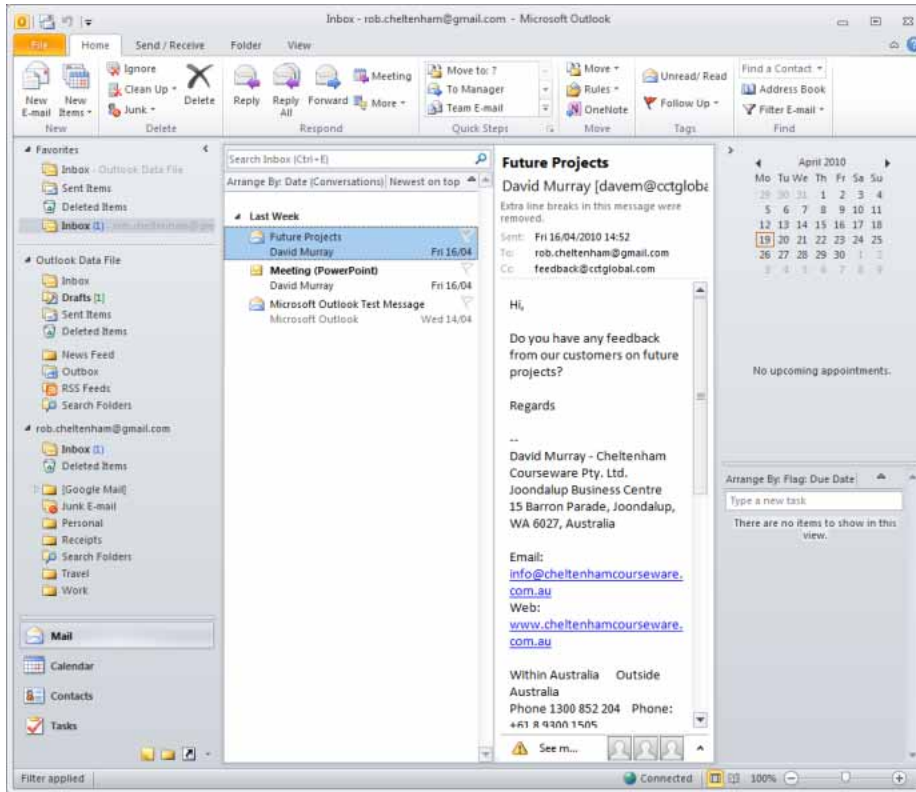 Inbox - rob.cheltenham@gmail.com - Microsoft Outlook
File Home Send / Receive Folder View
New E-mail
New Items
New
Ignore
Clean Up
Junk
Delete
Delete
Reply
Reply All
Forward
Meeting
More
Respond
Move to: ?
To Manager
Team E-mail
Quick Steps
Move
Rules
OneNote
Move
Unread/ Read
Follow Up
Tags
Find a Contact
Address Book
Filter E-mail
Find
Favorites
Inbox - Outlook Data File
Sent Items
Deleted Items
Inbox (1) -
Outlook Data File
Inbox
Drafts [1]
Sent Items
Deleted Items
News Feed
Outbox
RSS Feeds
Search Folders
rob.cheltenham@gmail.com
Inbox (1)
Deleted Items
[Google Mail]
Junk E-mail
Personal
Receipts
Search Folders
Travel
Work
Mail
Calendar
Contacts
Tasks
Search Inbox (Ctrl+E)
Arrange By: Date (Conversations) Newest on top
Last Week
Future Projects
David Murray Fri 16/04
Meeting (PowerPoint)
David Murray Fri 16/04
Microsoft Outlook Test Message
Microsoft Outlook Wed 14/04
Future Projects
David Murray [davem@cctgloba
Extra line breaks in this message were
removed.
Sent: Fri 16/04/2010 14:52
To: rob.cheltenham@gmail.com
Cc: feedback@cctglobal.com
Hi,
Do you have any feedback
from our customers on future
projects?
Regards
--
David Murray - Cheltenham
Courseware Pty. Ltd.
Joondalup Business Centre
15 Barron Parade, Joondalup,
WA 6027, Australia
Email:
info@cheltenhamcourseware.
com.au
Web:
www.cheltenhamcourseware.
com.au
Within Australia Outside
Australia
Phone 1300 852 204 Phone:
+61 8 9300 1505
See m...
April 2010
Mo Tu We Th Fr Sa Su
29 30 31 1 2 3 4
5 6 7 8 9 10 11
12 13 14 15 16 17 18
19 20 21 22 23 24 25
26 27 28 29 30 1 2
3 4 5 6 7 8 9
No upcoming appointments.
Arrange By: Flag: Due Date
Type a new task
There are no items to show in this
view.
Filter applied
Connected
100%